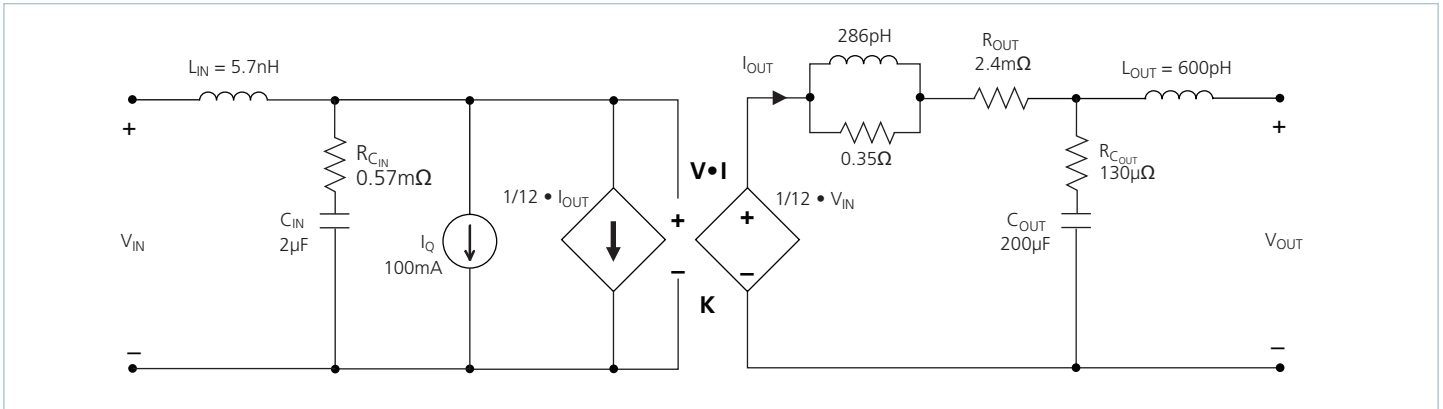 L_IN = 5.7nH
+
−
V_IN
R_C_IN
0.57mΩ
C_IN
2µF
I_Q
100mA
1/12 • I_OUT
V•I
+
−
K
1/12 • V_IN
+
−
I_OUT
286pH
0.35Ω
R_OUT
2.4mΩ
L_OUT = 600pH
R_C_OUT
130µΩ
C_OUT
200µF
+
−
V_OUT